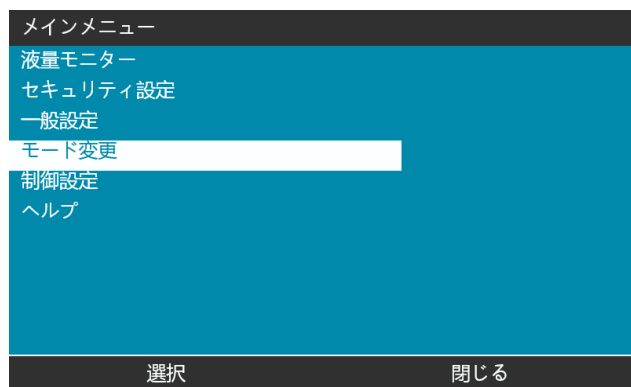 メインメニュー
液量モニター
セキュリティ設定
一般設定
モード変更
制御設定
ヘルプ
選択 閉じる